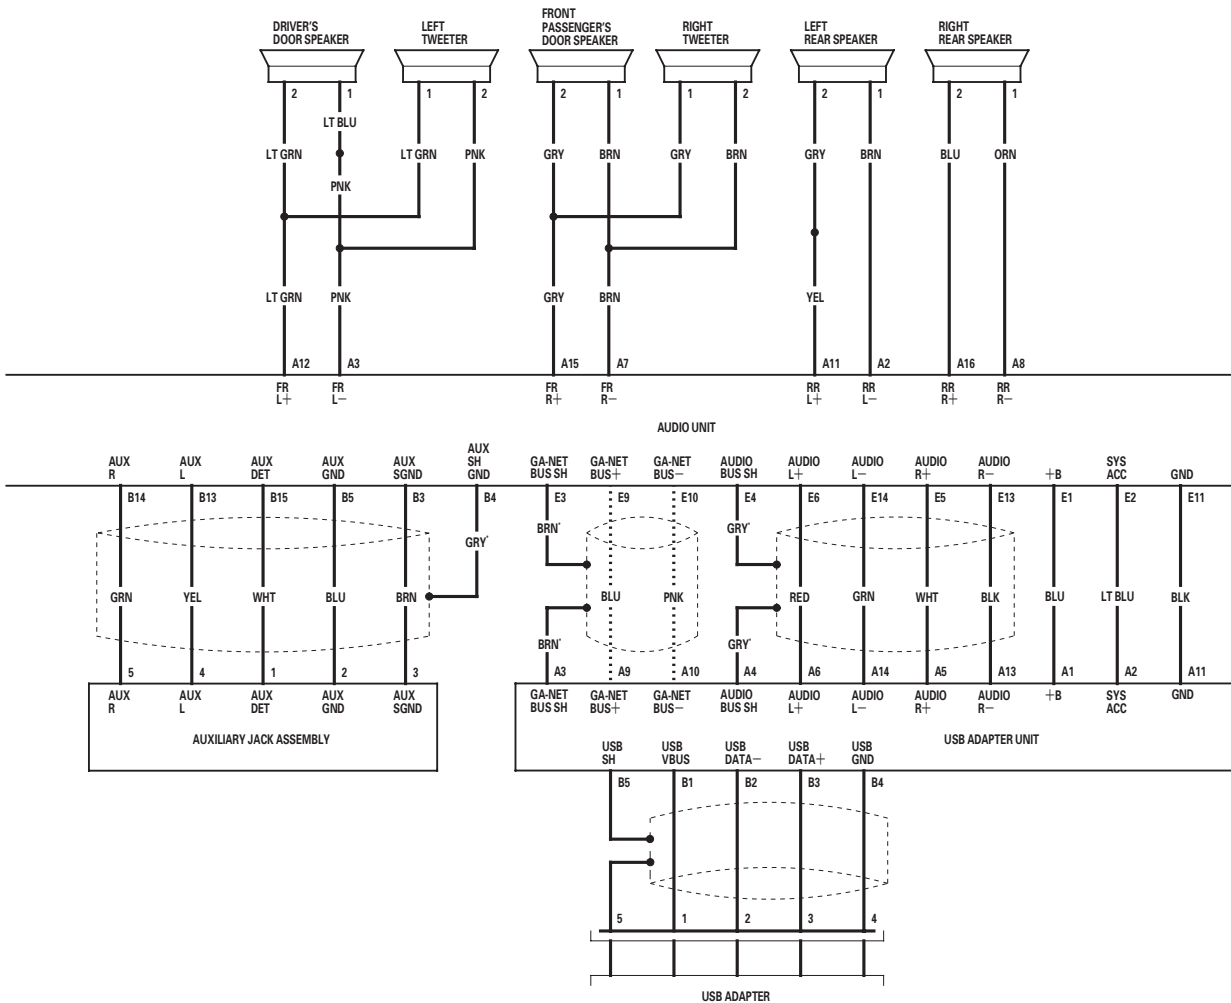 DRIVER'S DOOR SPEAKER
LEFT TWEETER
FRONT PASSENGER'S DOOR SPEAKER
RIGHT TWEETER
LEFT REAR SPEAKER
RIGHT REAR SPEAKER
2 1 1 2 2 1 1 2 2 1 2 1
LT BLU
LT GRN LT GRN PNK GRY BRN GRY BRN GRY BRN BLU ORN
PNK
LT GRN PNK GRY BRN YEL
A12 A3 A15 A7 A11 A2 A16 A8
FR L+ FR L− FR R+ FR R− RR L+ RR L− RR R+ RR R−
AUDIO UNIT
AUX R AUX L AUX DET AUX GND AUX SGND AUX SH GND GA-NET BUS SH GA-NET BUS+ GA-NET BUS− AUDIO BUS SH AUDIO L+ AUDIO L− AUDIO R+ AUDIO R− +B SYS ACC GND
B14 B13 B15 B5 B3 B4 E3 E9 E10 E4 E6 E14 E5 E13 E1 E2 E11
BRN* GRY*
GRY*
GRN YEL WHT BLU BRN BLU PNK RED GRN WHT BLK BLU LT BLU BLK
BRN* GRY*
5 4 1 2 3 A3 A9 A10 A4 A6 A14 A5 A13 A1 A2 A11
AUX R AUX L AUX DET AUX GND AUX SGND GA-NET BUS SH GA-NET BUS+ GA-NET BUS− AUDIO BUS SH AUDIO L+ AUDIO L− AUDIO R+ AUDIO R− +B SYS ACC GND
AUXILIARY JACK ASSEMBLY
USB ADAPTER UNIT
USB SH USB VBUS USB DATA− USB DATA+ USB GND
B5 B1 B2 B3 B4
5 1 2 3 4
USB ADAPTER